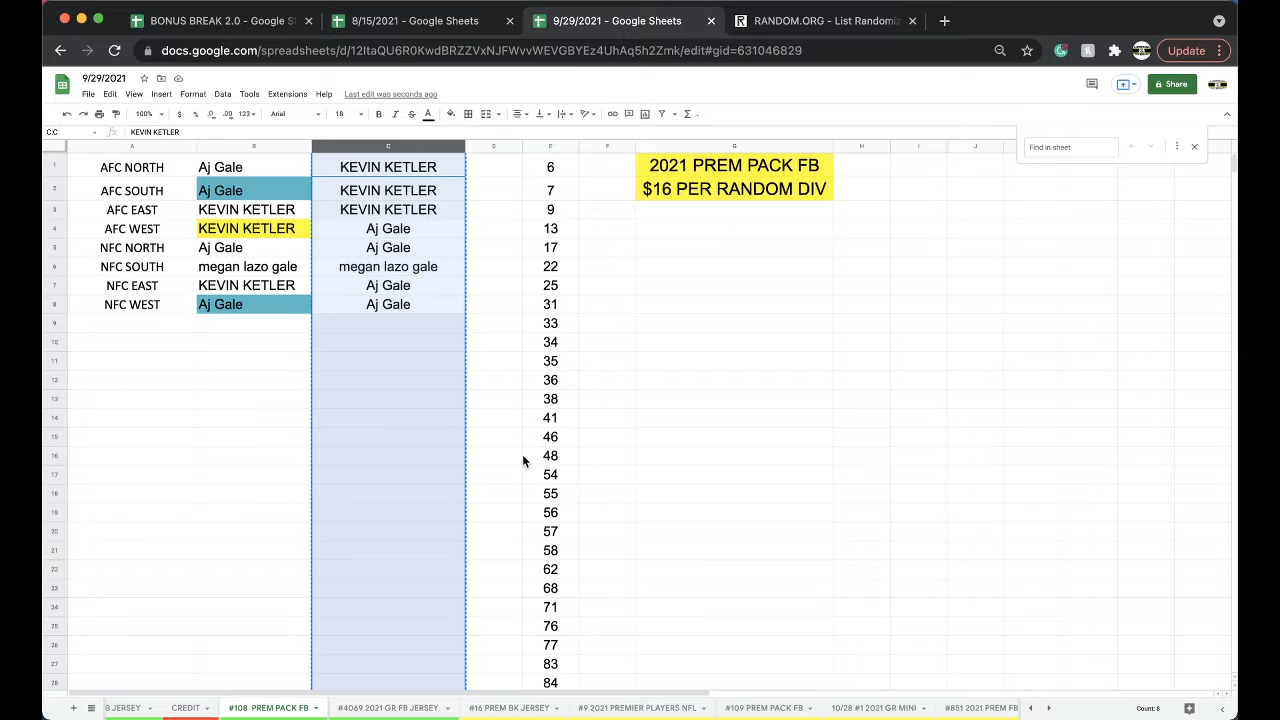 BONUS BREAK 2.0 - Google S
8/15/2021 - Google Sheets
9/29/2021 - Google Sheets
RANDOM.ORG - List Randomiz
docs.google.com/spreadsheets/d/12ltQU6R0KwdBRZZVxNJFWvvWEVGBYEz4UhAq5h2Zmk/edit#gid=631046829
Update
9/29/2021
File Edit View Insert Format Data Tools Extensions Help Last edit was seconds ago
Share
100% $ % .0 .00 123 Arial 18 B I S A
C:C fx KEVIN KETLER
Find in sheet
A B C D E F G H I J
1 AFC NORTH Aj Gale KEVIN KETLER 6 2021 PREM PACK FB
2 AFC SOUTH Aj Gale KEVIN KETLER 7 $16 PER RANDOM DIV
3 AFC EAST KEVIN KETLER KEVIN KETLER 9
4 AFC WEST KEVIN KETLER Aj Gale 13
5 NFC NORTH Aj Gale Aj Gale 17
6 NFC SOUTH megan lazo gale megan lazo gale 22
7 NFC EAST KEVIN KETLER Aj Gale 25
8 NFC WEST Aj Gale Aj Gale 31
9 33
10 34
11 35
12 36
13 38
14 41
15 46
16 48
17 54
18 55
19 56
20 57
21 58
22 62
23 68
24 71
25 76
26 77
27 83
28 84
B JERSEY CREDIT #108 PREM PACK FB #4069 2021 GR FB JERSEY #16 PREM JERSEY #9 2021 PREMIER PLAYERS NFL #109 PREM PACK FB 10/28 #1 2021 GR MINI #851 2021 PREM FB Count: 8